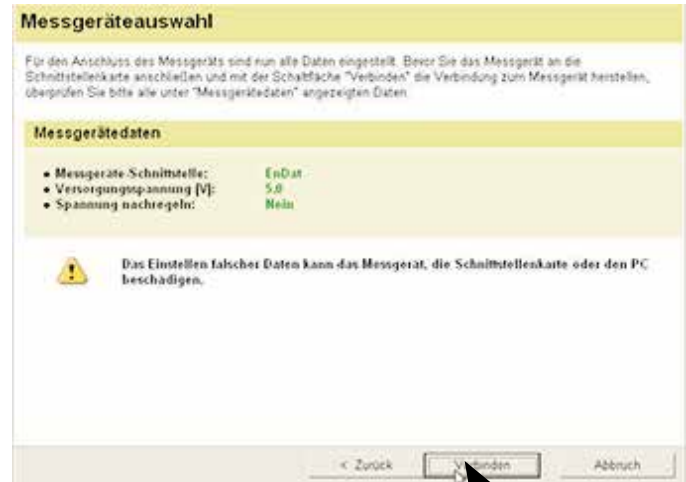 Messgeräteauswahl
Für den Anschluss des Messgeräts sind nun alle Daten eingestellt. Bevor Sie das Messgerät an die
Schnittstellenkarte anschließen und mit der Schaltfläche "Verbinden" die Verbindung zum Messgerät herstellen,
überprüfen Sie bitte alle unter "Messgerätedaten" angezeigten Daten.
Messgerätedaten
• Messgeräte-Schnittstelle: EnDat
• Versorgungsspannung [V]: 5,0
• Spannung nachregeln: Nein
Das Einstellen falscher Daten kann das Messgerät, die Schnittstellenkarte oder den PC
beschädigen.
< Zurück Verbinden Abbruch